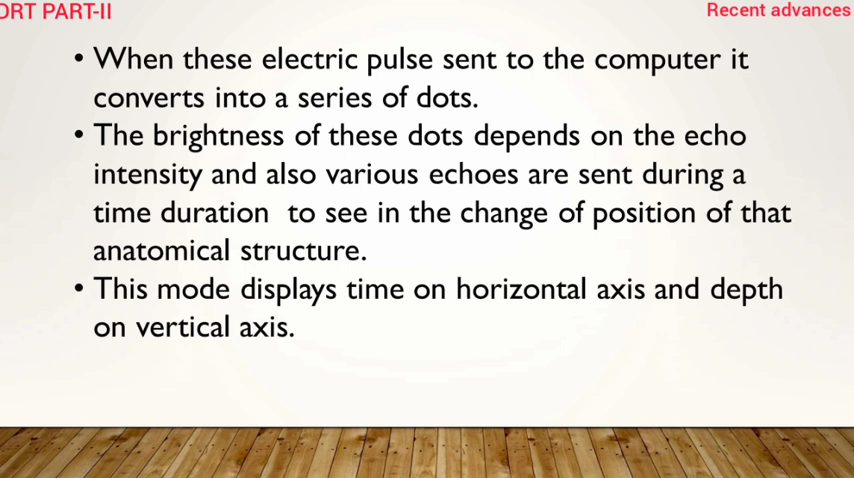 ORT PART-II
Recent advances
• When these electric pulse sent to the computer it
converts into a series of dots.
• The brightness of these dots depends on the echo
intensity and also various echoes are sent during a
time duration to see in the change of position of that
anatomical structure.
• This mode displays time on horizontal axis and depth
on vertical axis.